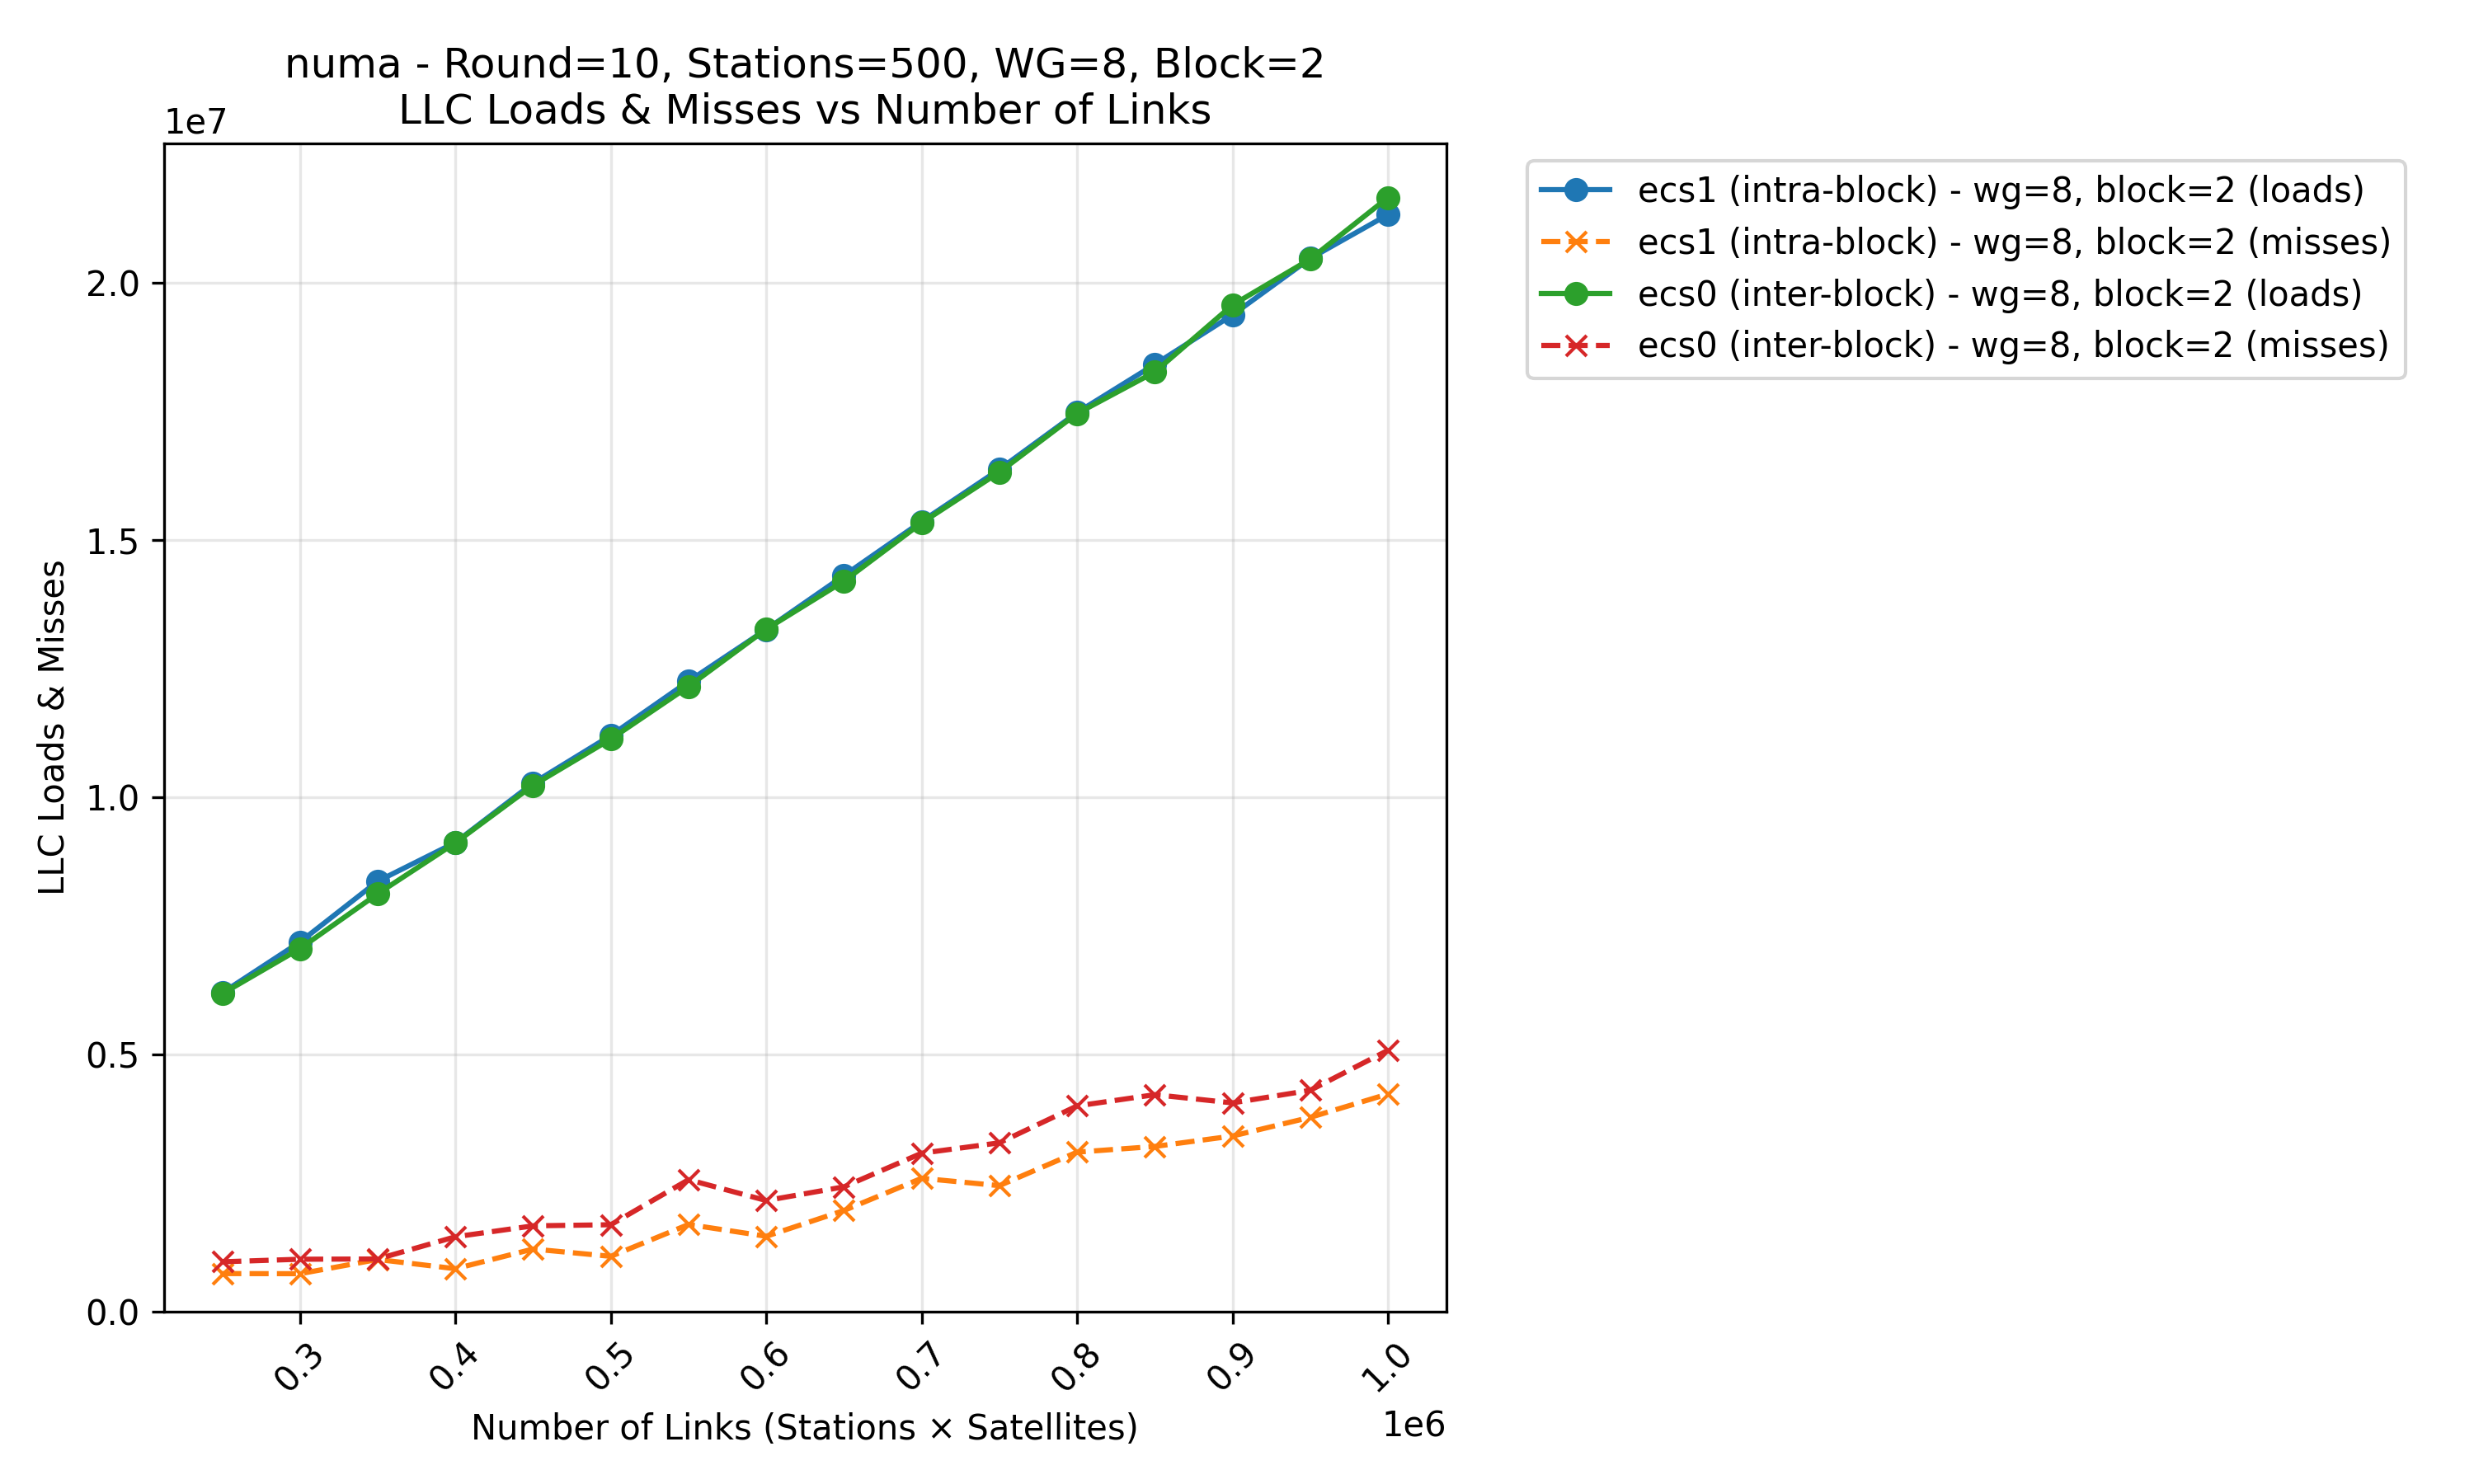 numa - Round=10, Stations=500, WG=8, Block=2
LLC Loads & Misses vs Number of Links
1e7
2.0
1.5
1.0
0.5
0.0
LLC Loads & Misses
0.3
0.4
0.5
0.6
0.7
0.8
0.9
1.0
Number of Links (Stations × Satellites)
1e6
ecs1 (intra-block) - wg=8, block=2 (loads)
ecs1 (intra-block) - wg=8, block=2 (misses)
ecs0 (inter-block) - wg=8, block=2 (loads)
ecs0 (inter-block) - wg=8, block=2 (misses)